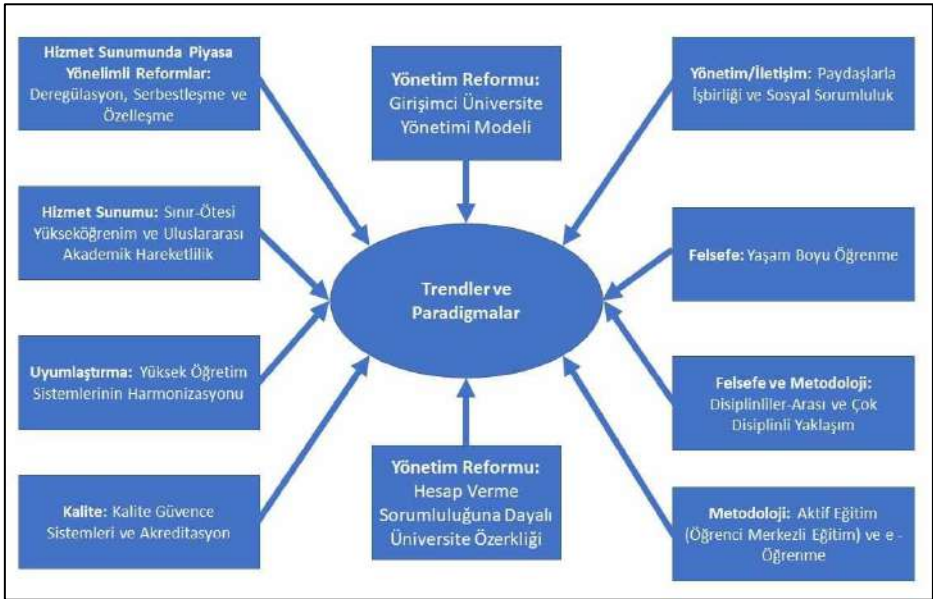 Hizmet Sunumunda Piyasa
Yönelimli Reformlar:
Deregülasyon, Serbestleşme ve
Özelleşme
Yönetim Reformu:
Girişimci Üniversite
Yönetimi Modeli
Yönetim/İletişim: Paydaşlarla
İşbirliği ve Sosyal Sorumluluk
Hizmet Sunumu: Sınır-Ötesi
Yükseköğrenim ve Uluslararası
Akademik Hareketlilik
Felsefe: Yaşam Boyu Öğrenme
Trendler ve
Paradigmalar
Uyumlaştırma: Yüksek Öğretim
Sistemlerinin Harmonizasyonu
Felsefe ve Metodoloji:
Disiplinliler-Arası ve Çok
Disiplinli Yaklaşım
Kalite: Kalite Güvence
Sistemleri ve Akreditasyon
Yönetim Reformu:
Hesap Verme
Sorumluluğuna Dayalı
Üniversite Özerkliği
Metodoloji: Aktif Eğitim
(Öğrenci Merkezli Eğitim) ve e -
Öğrenme